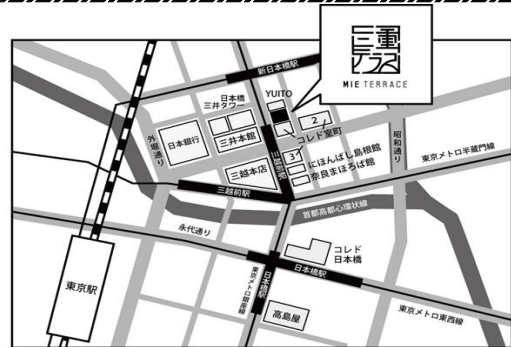 三重テラス
MIE TERRACE
新日本橋駅
YUITO
日本橋
三井タワー
2
コレド室町
外堀通り
日本銀行
三井本館
昭和通り
三越前駅
3
にほんばし島根館
奈良まほろば館
東京メトロ半蔵門線
三越本店
三越前駅
首都高都心環状線
永代通り
コレド
日本橋
日本橋駅
東京駅
日本橋駅
東京メトロ銀座線
高島屋
東京メトロ東西線